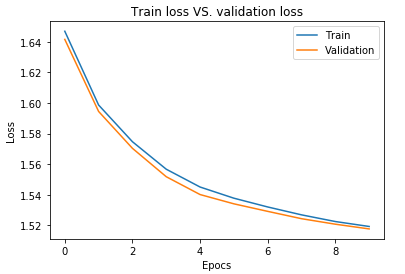 Train loss VS. validation loss
Train
Validation
Loss
1.64
1.62
1.60
1.58
1.56
1.54
1.52
0
2
4
6
8
Epocs